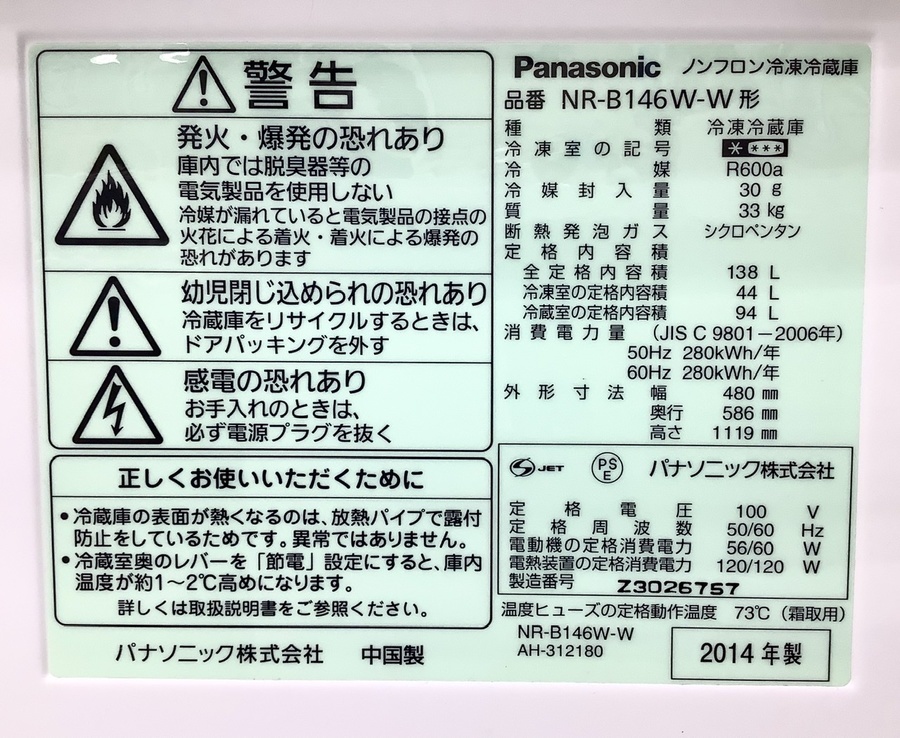 警告
発火・爆発の恐れあり
庫内では脱臭器等の
電気製品を使用しない
冷媒が漏れていると電気製品の接点の
火花による着火・着火による爆発の
恐れがあります
幼児閉じ込められの恐れあり
冷蔵庫をリサイクルするときは、
ドアパッキングを外す
感電の恐れあり
お手入れのときは、
必ず電源プラグを抜く
正しくお使いいただくために
•冷蔵庫の表面が熱くなるのは、放熱パイプで露付
防止をしているためです。異常ではありません。
•冷蔵室奥のレバーを「節電」設定にすると、庫内
温度が約1～2℃高めになります。
詳しくは取扱説明書をご参照ください。
パナソニック株式会社 中国製
Panasonic ノンフロン冷凍冷蔵庫
品番 NR-B146W-W形
種類 冷凍冷蔵庫
冷凍室の記号 ****​*
冷媒 R600a
冷媒封入量 30 g
質量 33 kg
断熱発泡ガス シクロペンタン
定格内容積
全定格内容積 138 L
冷凍室の定格内容積 44 L
冷蔵室の定格内容積 94 L
消費電力量 (JIS C 9801－2006年)
50Hz 280kWh/年
60Hz 280kWh/年
外形寸法 幅 480 mm
奥行 586 mm
高さ 1119 mm
S JET PS E パナソニック株式会社
定格電圧 100 V
定格周波数 50/60 Hz
電動機の定格消費電力 56/60 W
電熱装置の定格消費電力 120/120 W
製造番号 Z3026757
温度ヒューズの定格動作温度 73℃ (霜取用)
NR-B146W-W
AH-312180
2014年製